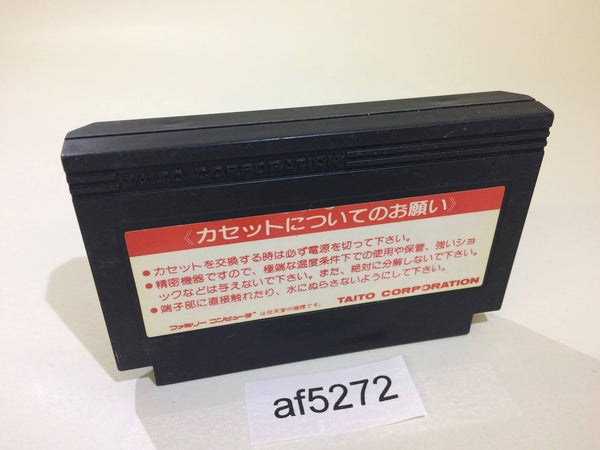 TAITO CORPORATION
《カセットについてのお願い》
● カセットを交換する時は必ず電源を切って下さい。
● 精密機器ですので、極端な温度条件下での使用や保管、強いショ
ックなどは与えないで下さい。また、絶対に分解しないで下さい。
● 端子部に直接触れたり、水にぬらさないようにして下さい。
TAITO CORPORATION
ファミリーコンピュータ™は任天堂の商標です。
af5272